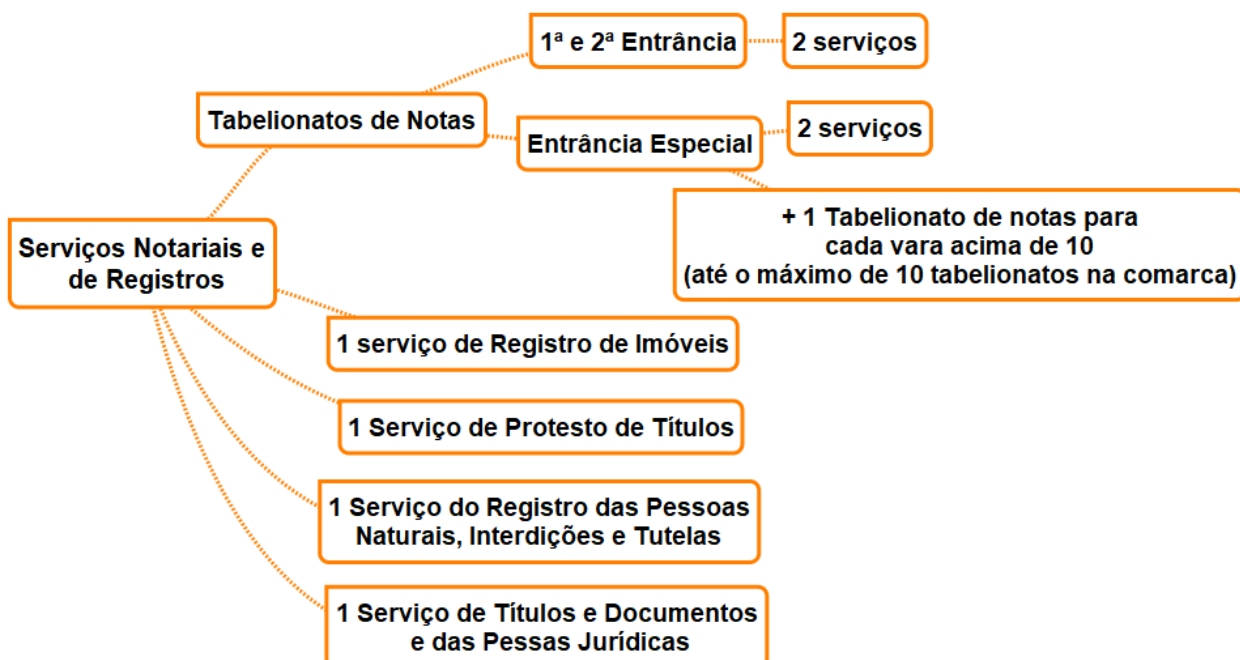 1ª e 2ª Entrância
2 serviços
Tabelionatos de Notas
Entrância Especial
2 serviços
+ 1 Tabelionato de notas para
cada vara acima de 10
(até o máximo de 10 tabelionatos na comarca)
Serviços Notariais e
de Registros
1 serviço de Registro de Imóveis
1 Serviço de Protesto de Títulos
1 Serviço do Registro das Pessoas
Naturais, Interdições e Tutelas
1 Serviço de Títulos e Documentos
e das Pessas Jurídicas